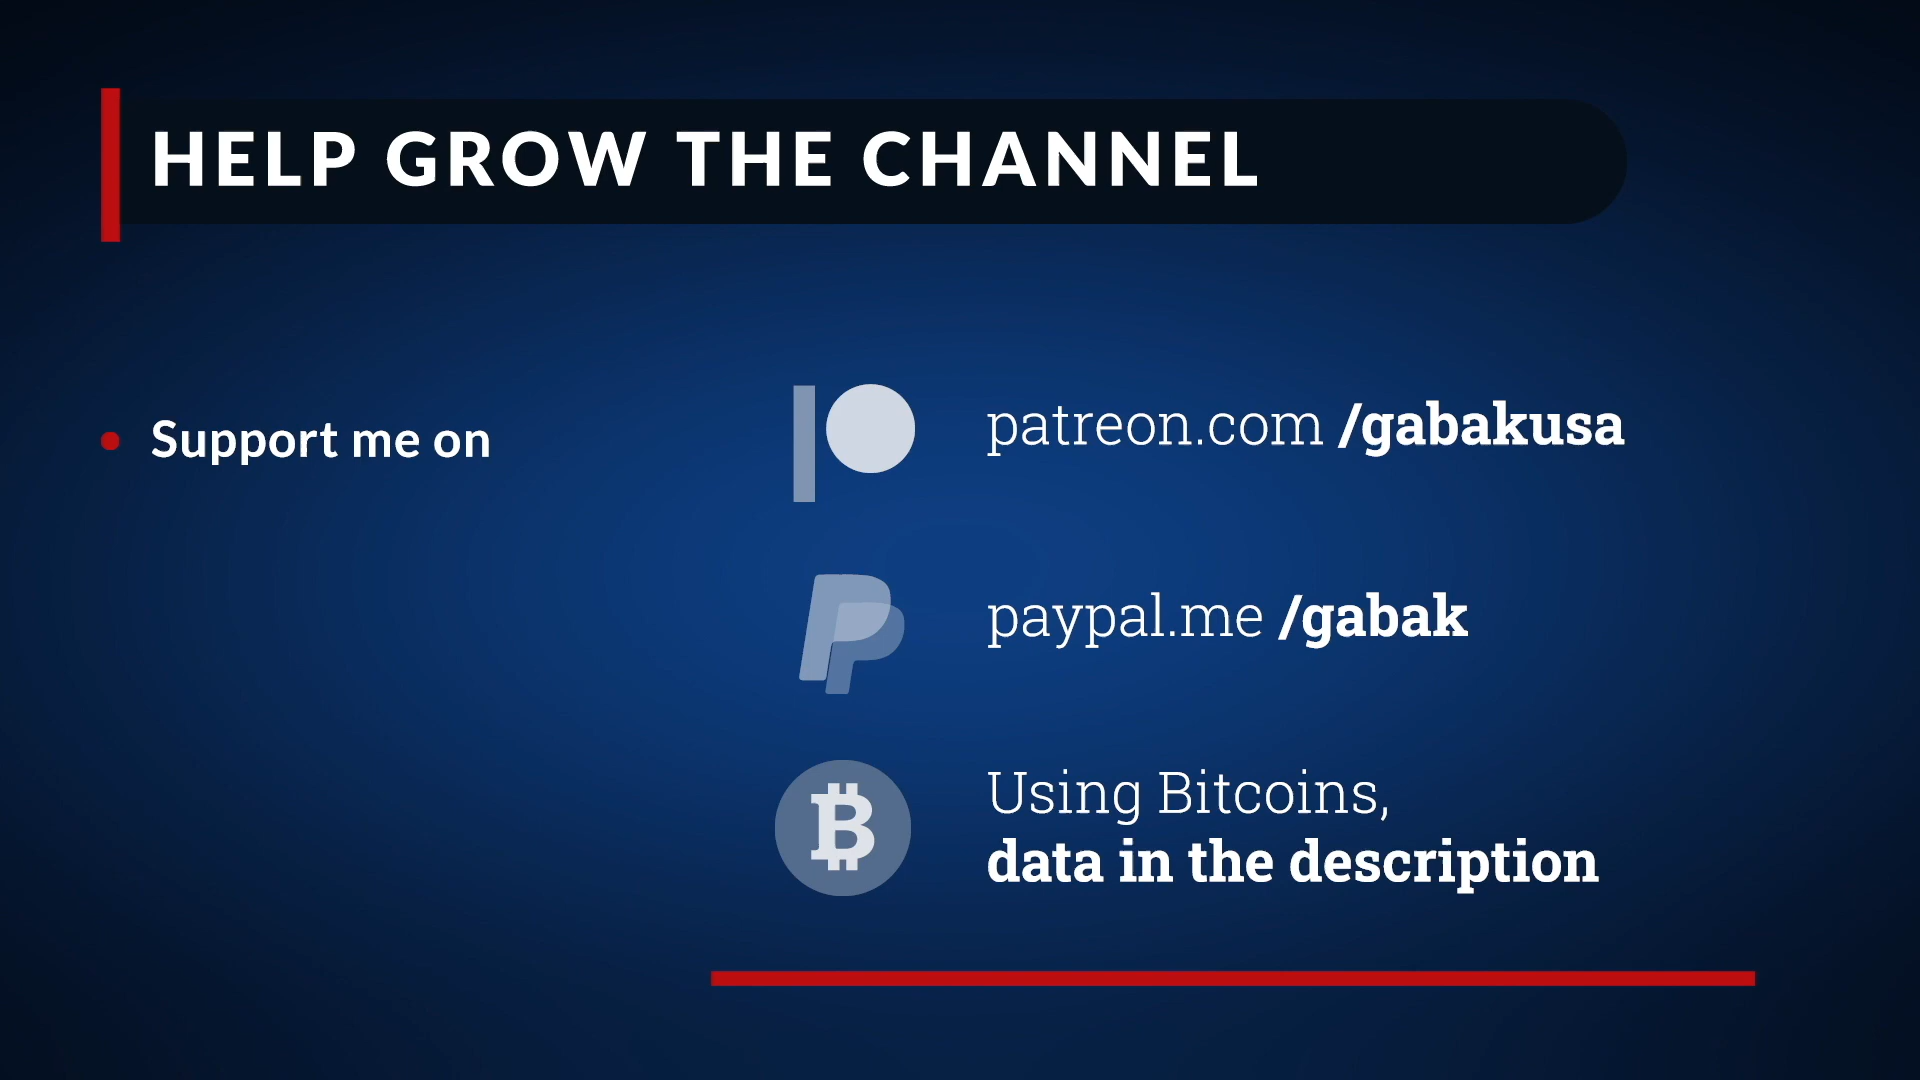 HELP GROW THE CHANNEL
Support me on
patreon.com /gabakusa
paypal.me /gabak
Using Bitcoins,
data in the description